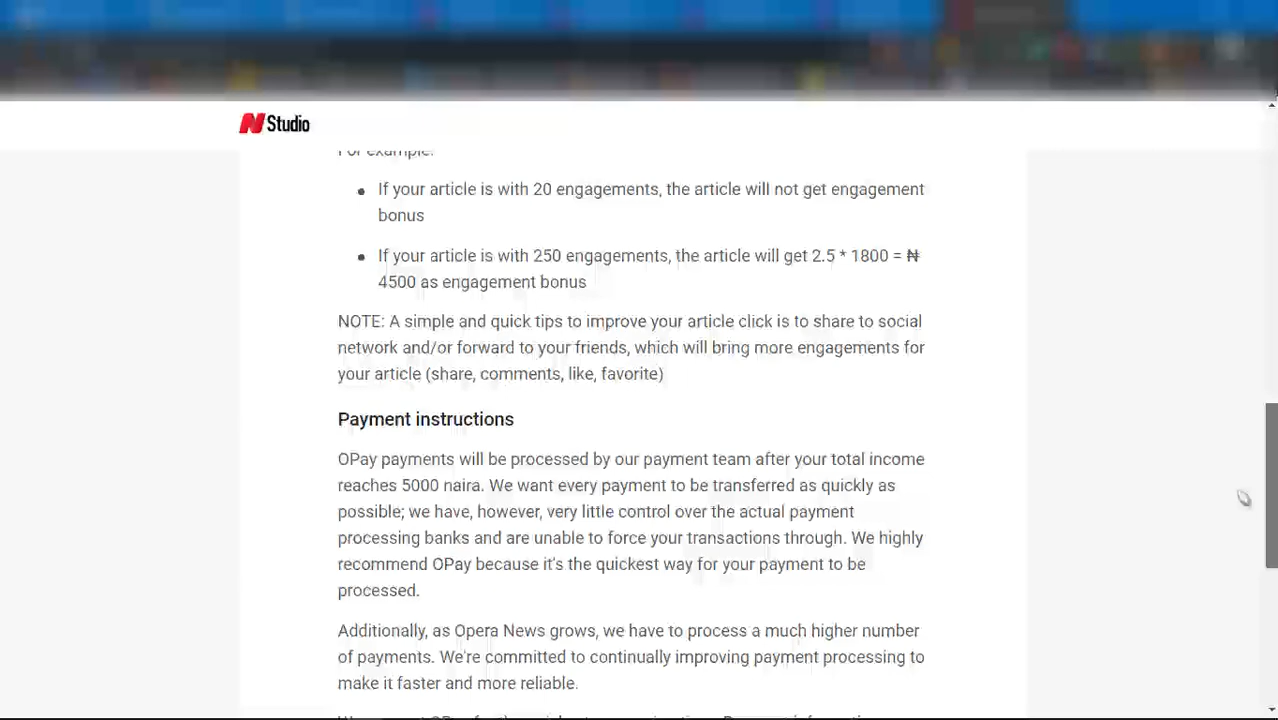 N Studio
For example:
If your article is with 20 engagements, the article will not get engagement
bonus
If your article is with 250 engagements, the article will get 2.5 * 1800 = ₦
4500 as engagement bonus
NOTE: A simple and quick tips to improve your article click is to share to social
network and/or forward to your friends, which will bring more engagements for
your article (share, comments, like, favorite)
Payment instructions
OPay payments will be processed by our payment team after your total income
reaches 5000 naira. We want every payment to be transferred as quickly as
possible; we have, however, very little control over the actual payment
processing banks and are unable to force your transactions through. We highly
recommend OPay because it's the quickest way for your payment to be
processed.
Additionally, as Opera News grows, we have to process a much higher number
of payments. We're committed to continually improving payment processing to
make it faster and more reliable.